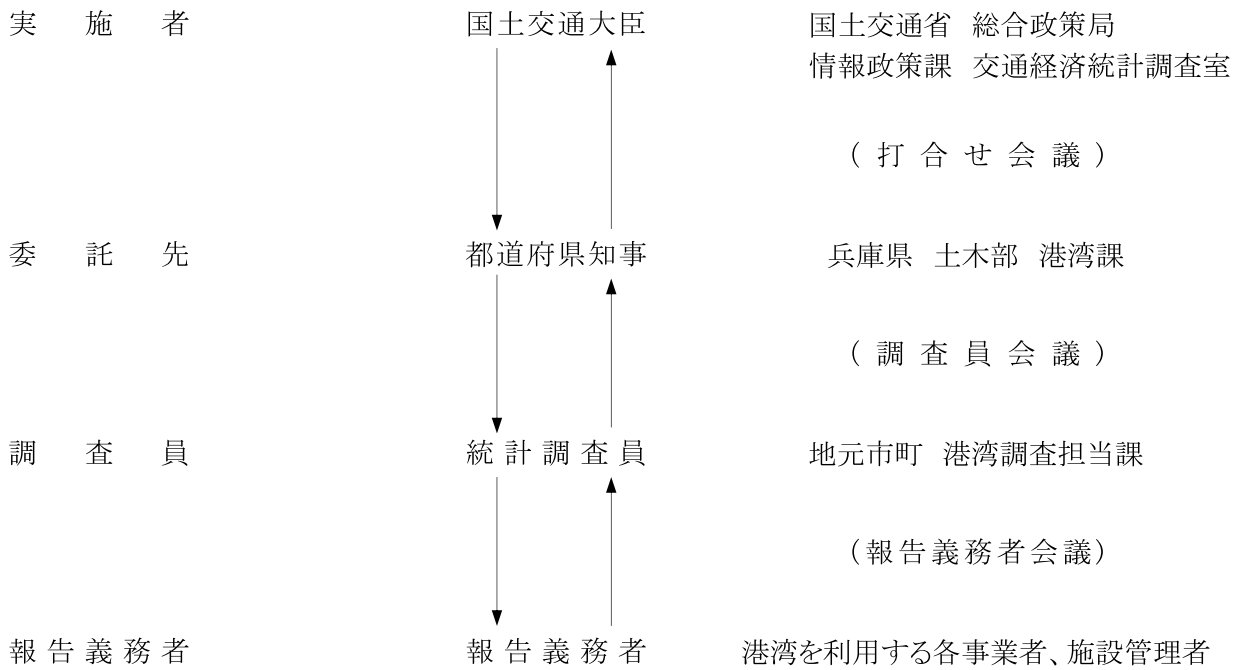 実施者 国土交通大臣 国土交通省 総合政策局
情報政策課 交通経済統計調査室
(打合せ会議)
委託先 都道府県知事 兵庫県 土木部 港湾課
(調査員会議)
調査員 統計調査員 地元市町 港湾調査担当課
(報告義務者会議)
報告義務者 報告義務者 港湾を利用する各事業者、施設管理者